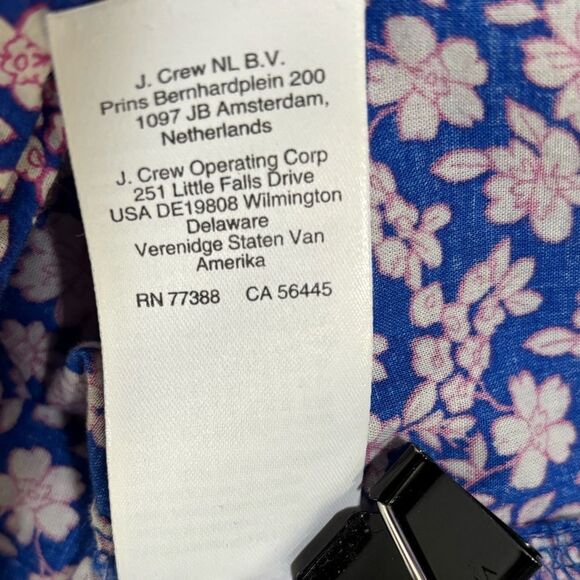 J. Crew NL B.V.
Prins Bernhardplein 200
1097 JB Amsterdam,
Netherlands
J. Crew Operating Corp
251 Little Falls Drive
USA DE19808 Wilmington
Delaware
Verenidge Staten Van
Amerika
RN 77388 CA 56445